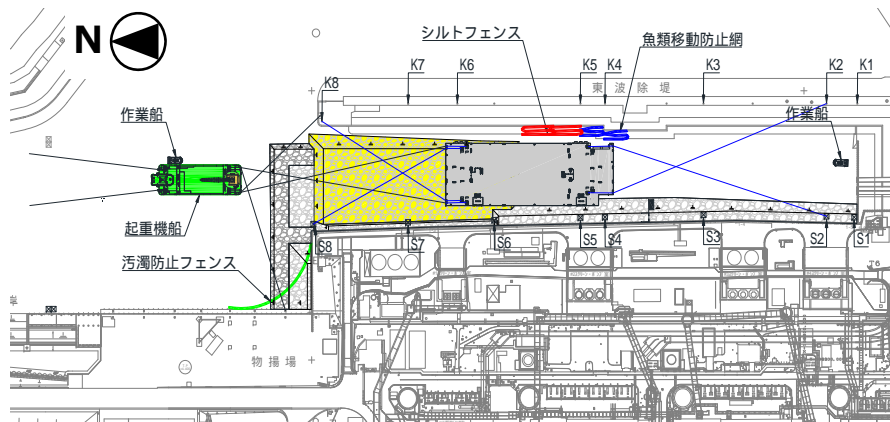 N
シルトフェンス
魚類移動防止網
K8
K7
K6
K5
K4
K3
K2
K1
東波除堤
作業船
作業船
起重機船
汚濁防止フェンス
S8
S7
S6
S5
S4
S3
S2
S1
物揚場